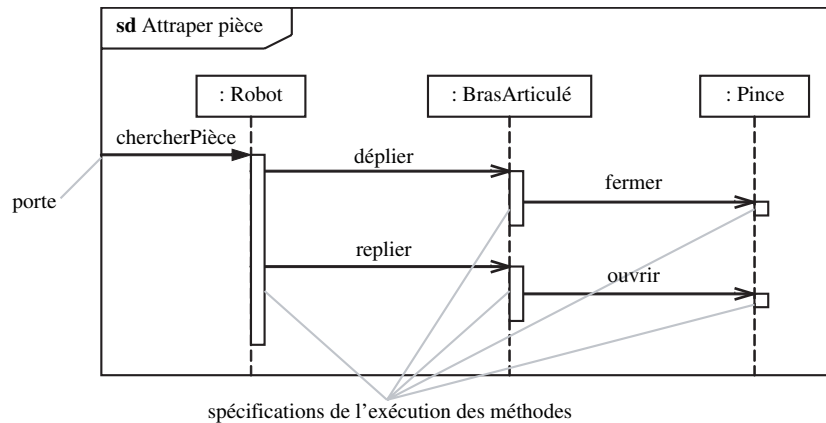 sd Attraper pièce
: Robot
: BrasArticulé
: Pince
chercherPièce
déplier
fermer
porte
replier
ouvrir
spécifications de l'exécution des méthodes